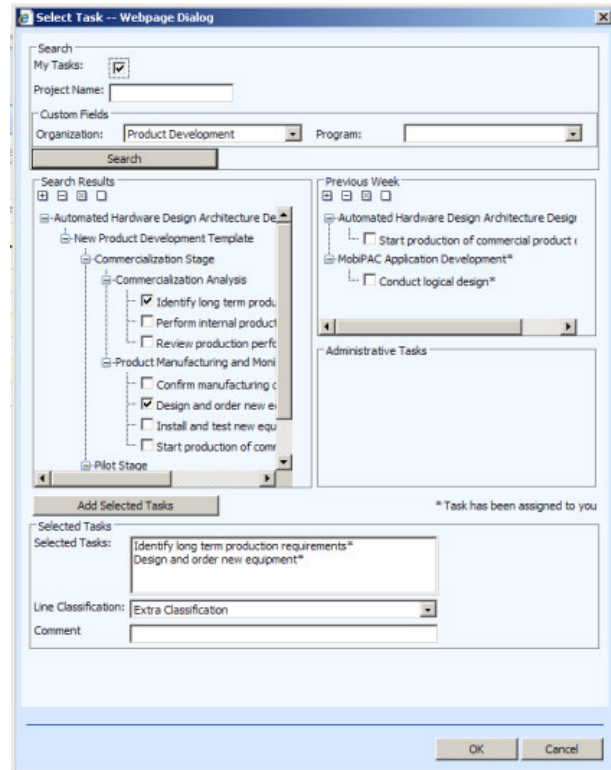 Select Task -- Webpage Dialog
Search
My Tasks:
Project Name:
Custom Fields
Organization: Product Development Program:
Search
Search Results
Automated Hardware Design Architecture De
New Product Development Template
Commercialization Stage
Commercialization Analysis
Identify long term produ
Perform internal product
Review production perfo
Product Manufacturing and Moni
Confirm manufacturing c
Design and order new e
Install and test new equ
Start production of comm
Pilot Stage
Previous Week
Automated Hardware Design Architecture Design
Start production of commercial product
MobiPAC Application Development*
Conduct logical design*
Administrative Tasks
Add Selected Tasks
* Task has been assigned to you
Selected Tasks
Selected Tasks: Identify long term production requirements*
Design and order new equipment*
Line Classification: Extra Classification
Comment
OK Cancel